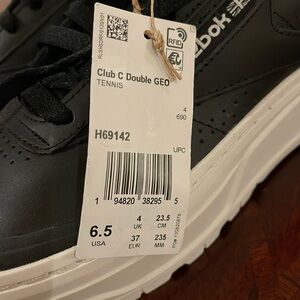 RFID
Reebok
Club C Double GEO
TENNIS
4
690
H69142
UPC
1 94820 38295 5
6.5
USA
4
UK
23.5
CM
37
EUR
235
MM